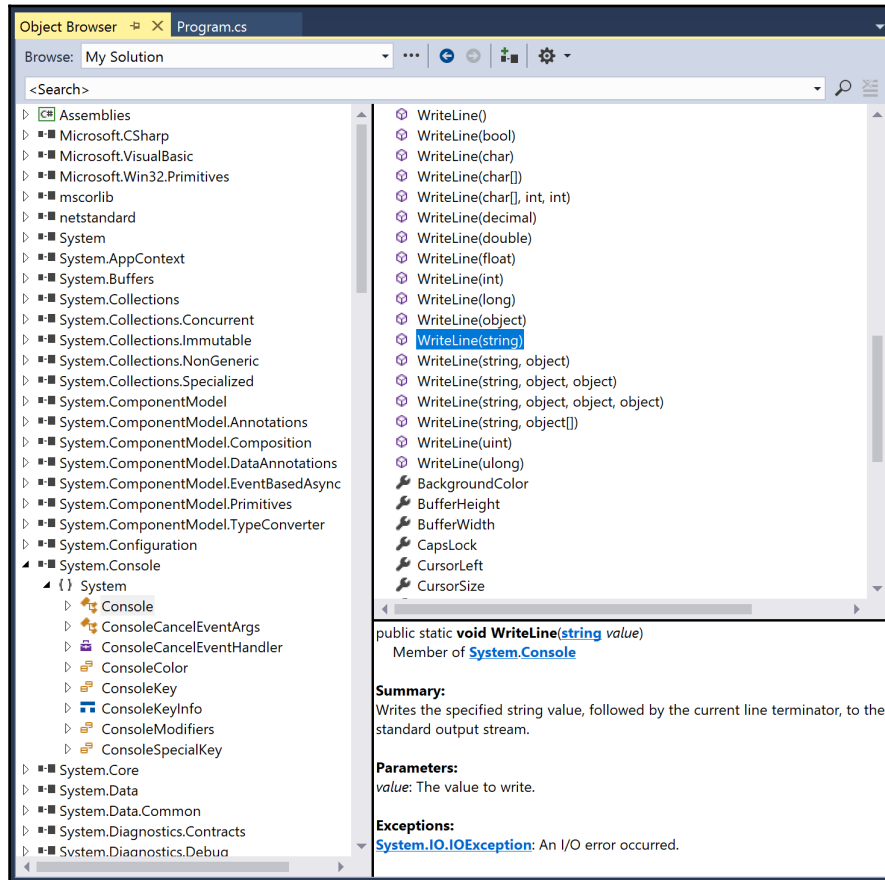 Object Browser
Program.cs
Browse: My Solution
<Search>
C# Assemblies
Microsoft.CSharp
Microsoft.VisualBasic
Microsoft.Win32.Primitives
mscorlib
netstandard
System
System.AppContext
System.Buffers
System.Collections
System.Collections.Concurrent
System.Collections.Immutable
System.Collections.NonGeneric
System.Collections.Specialized
System.ComponentModel
System.ComponentModel.Annotations
System.ComponentModel.Composition
System.ComponentModel.DataAnnotations
System.ComponentModel.EventBasedAsync
System.ComponentModel.Primitives
System.ComponentModel.TypeConverter
System.Configuration
System.Console
{ } System
Console
ConsoleCancelEventArgs
ConsoleCancelEventHandler
ConsoleColor
ConsoleKey
ConsoleKeyInfo
ConsoleModifiers
ConsoleSpecialKey
System.Core
System.Data
System.Data.Common
System.Diagnostics.Contracts
System.Diagnostics.Debug
WriteLine()
WriteLine(bool)
WriteLine(char)
WriteLine(char[])
WriteLine(char[], int, int)
WriteLine(decimal)
WriteLine(double)
WriteLine(float)
WriteLine(int)
WriteLine(long)
WriteLine(object)
WriteLine(string)
WriteLine(string, object)
WriteLine(string, object, object)
WriteLine(string, object, object, object)
WriteLine(string, object[])
WriteLine(uint)
WriteLine(ulong)
BackgroundColor
BufferHeight
BufferWidth
CapsLock
CursorLeft
CursorSize
public static void WriteLine(string value)
Member of System.Console
Summary:
Writes the specified string value, followed by the current line terminator, to the
standard output stream.
Parameters:
value: The value to write.
Exceptions:
System.IO.IOException: An I/O error occurred.